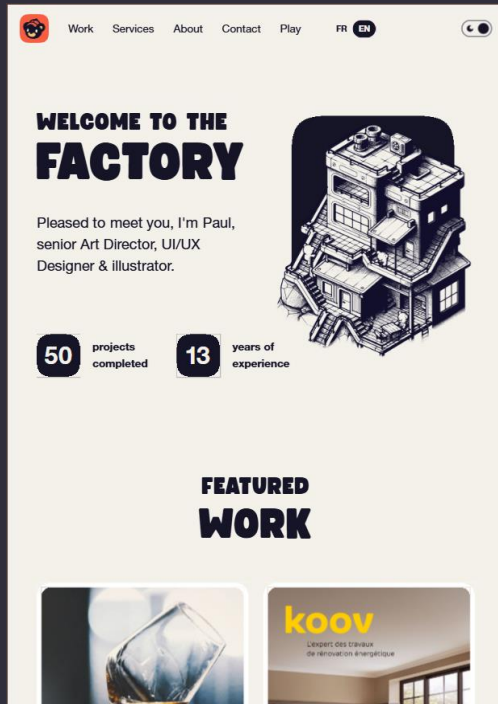 Work Services About Contact Play FR EN
WELCOME TO THE
FACTORY
Pleased to meet you, I'm Paul,
senior Art Director, UI/UX
Designer & illustrator.
50 projects
completed
13 years of
experience
FEATURED
WORK
koov
L'expert des travaux
de rénovation énergétique